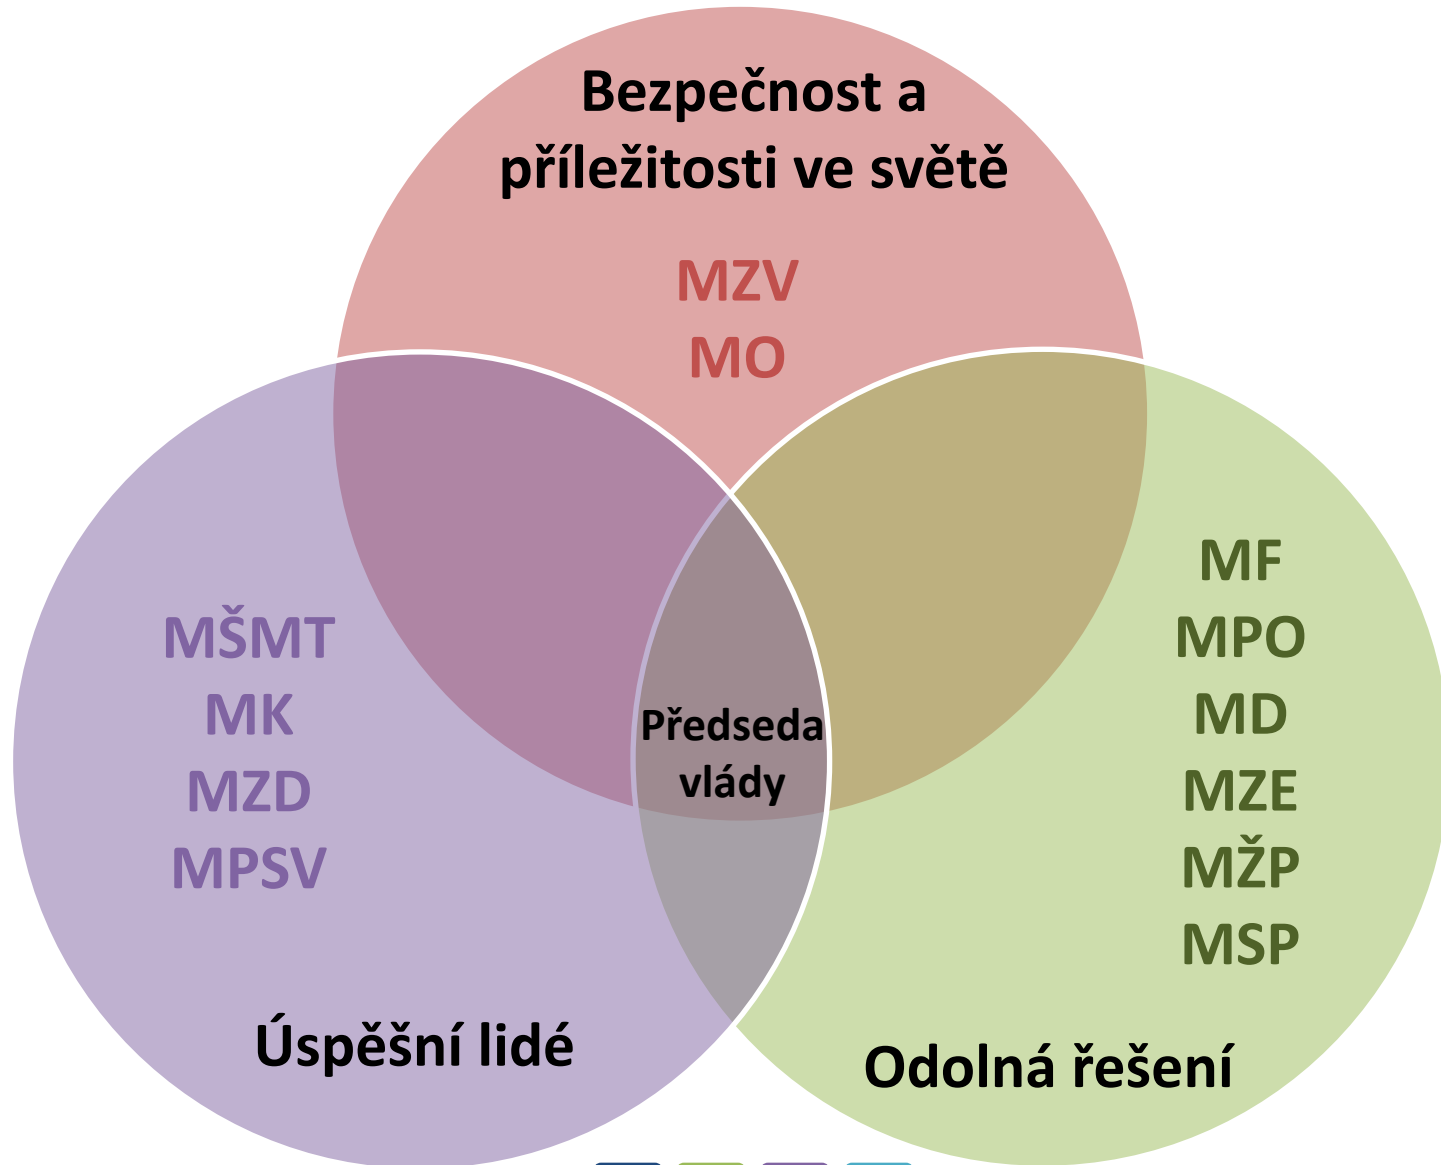 Bezpečnost a
příležitosti ve světě
MZV
MO
MŠMT
MK
MZD
MPSV
Předseda
vlády
MF
MPO
MD
MZE
MŽP
MSP
Úspěšní lidé
Odolná řešení